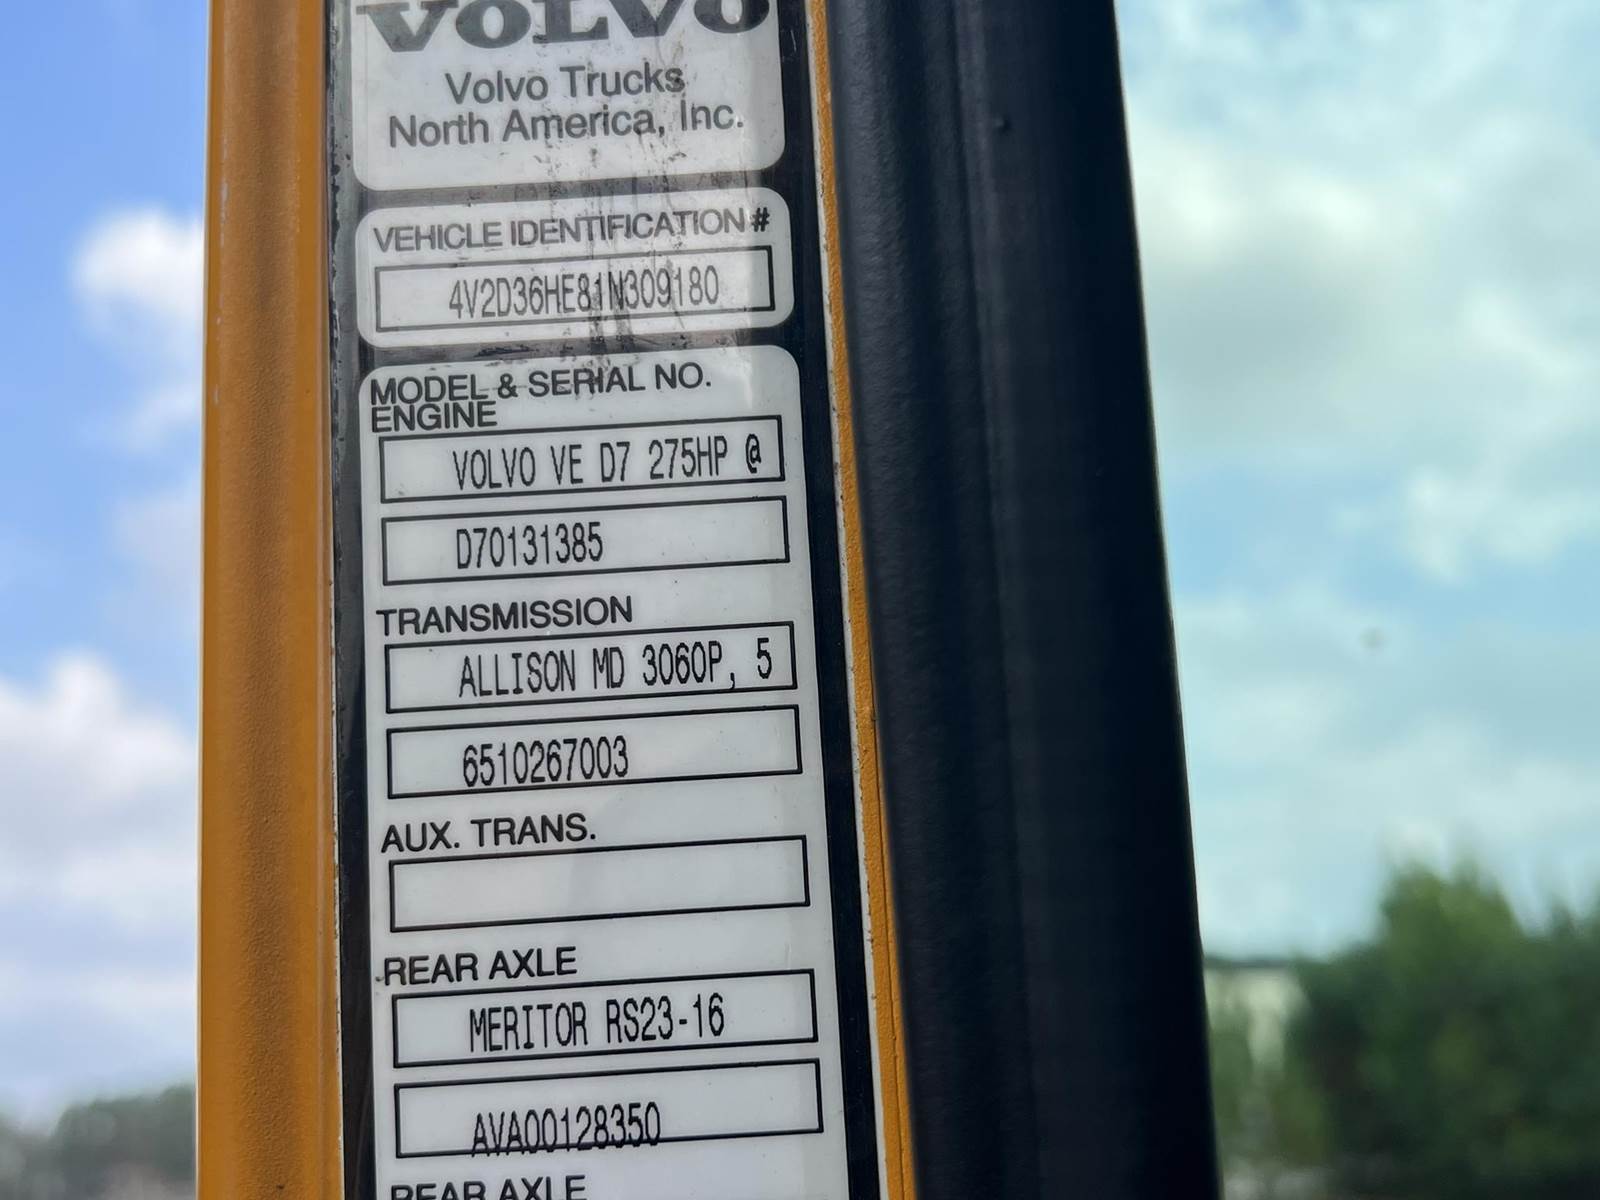 VOLVO
Volvo Trucks
North America, Inc.
VEHICLE IDENTIFICATION #
4V2D36HE81N309180
MODEL & SERIAL NO.
ENGINE
VOLVO VE D7 275HP @
D70131385
TRANSMISSION
ALLISON MD 3060P, 5
6510267003
AUX. TRANS.
REAR AXLE
MERITOR RS23-16
AVA00128350
REAR AXLE